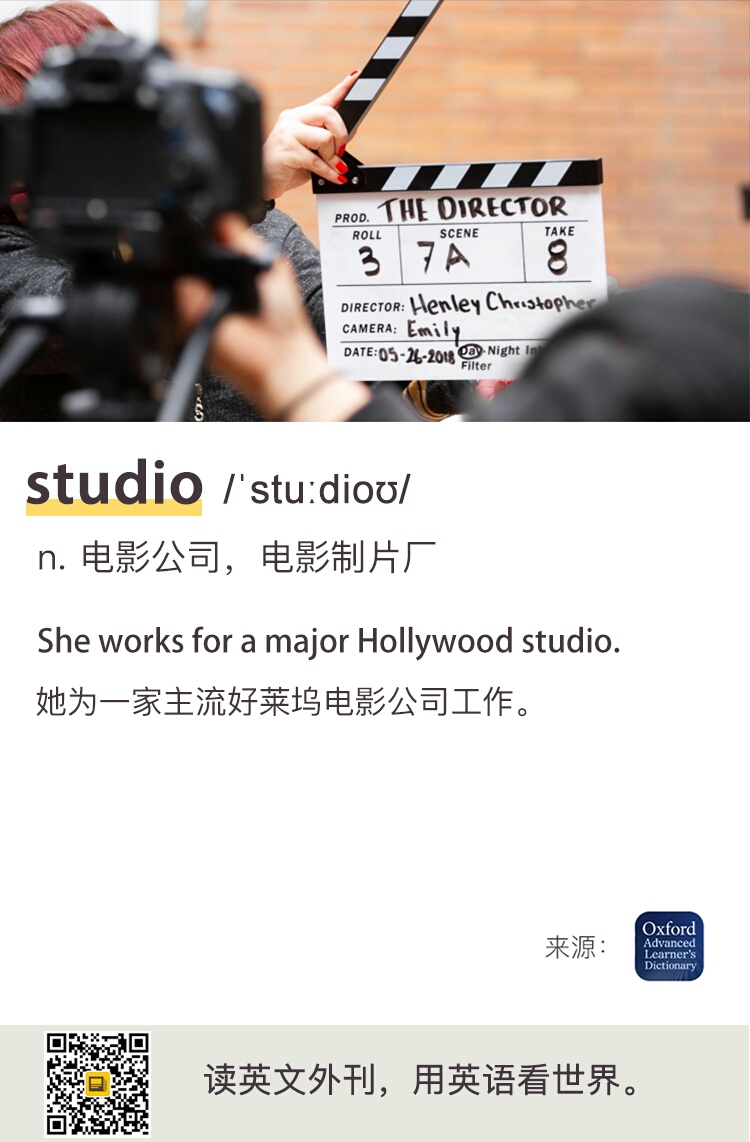 PROD. THE DIRECTOR
ROLL SCENE TAKE
3 7A 8
DIRECTOR: Henley Christopher
CAMERA: Emily
DATE: 05-26-2018 Day-Night
Filter
studio /ˈstuːdioʊ/
n. 电影公司，电影制片厂
She works for a major Hollywood studio.
她为一家主流好莱坞电影公司工作。
来源：
Oxford
Advanced
Learner's
Dictionary
读英文外刊，用英语看世界。